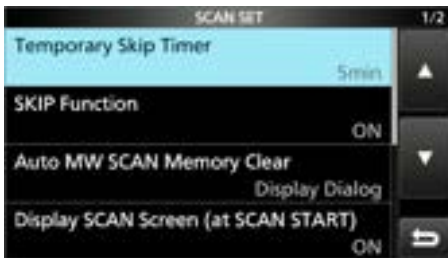 SCAN SET
1/2
Temporary Skip Timer
5min
SKIP Function
ON
Auto MW SCAN Memory Clear
Display Dialog
Display SCAN Screen (at SCAN START)
ON